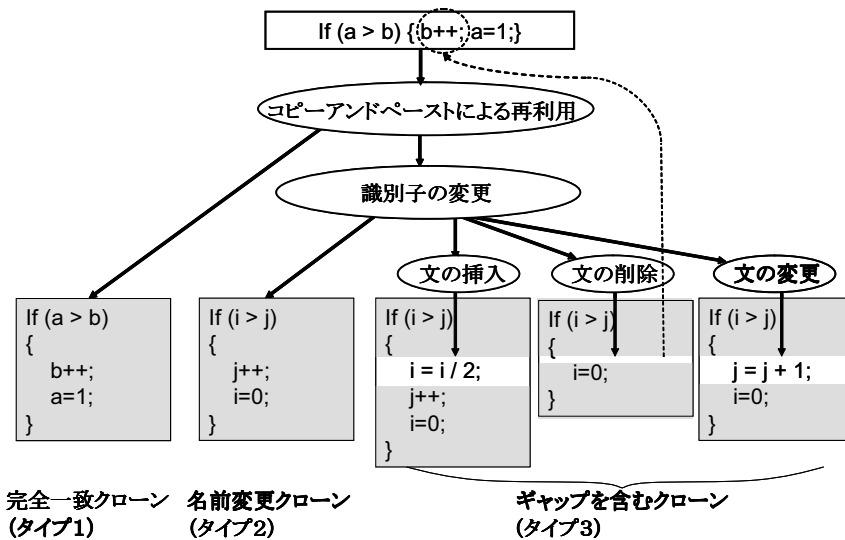 If (a > b) { b++; a=1;}
コピーアンドペーストによる再利用
識別子の変更
文の挿入
文の削除
文の変更
If (a > b)
{
b++;
a=1;
}
If (i > j)
{
j++;
i=0;
}
If (i > j)
{
i = i / 2;
j++;
i=0;
}
If (i > j)
{
i=0;
}
If (i > j)
{
j = j + 1;
i=0;
}
完全一致クローン
(タイプ1)
名前変更クローン
(タイプ2)
ギャップを含むクローン
(タイプ3)